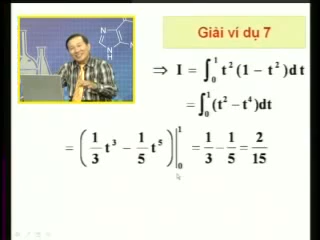 Giải ví dụ 7
⇒ I = ∫₀¹ t²(1 − t²)dt
= ∫₀¹ (t² − t⁴)dt
= (1/3 t³ − 1/5 t⁵)|₀¹ = 1/3 − 1/5 = 2/15